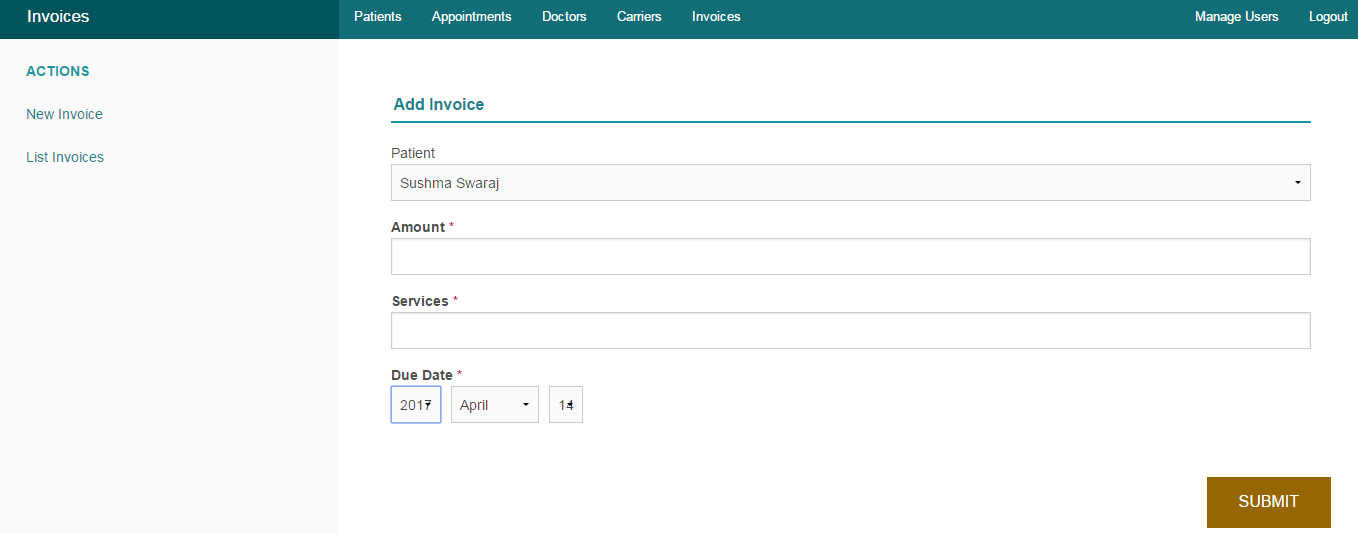 Invoices Patients Appointments Doctors Carriers Invoices Manage Users Logout
ACTIONS
New Invoice
List Invoices
Add Invoice
Patient
Sushma Swaraj
Amount *
Services *
Due Date *
2017 April 14
SUBMIT